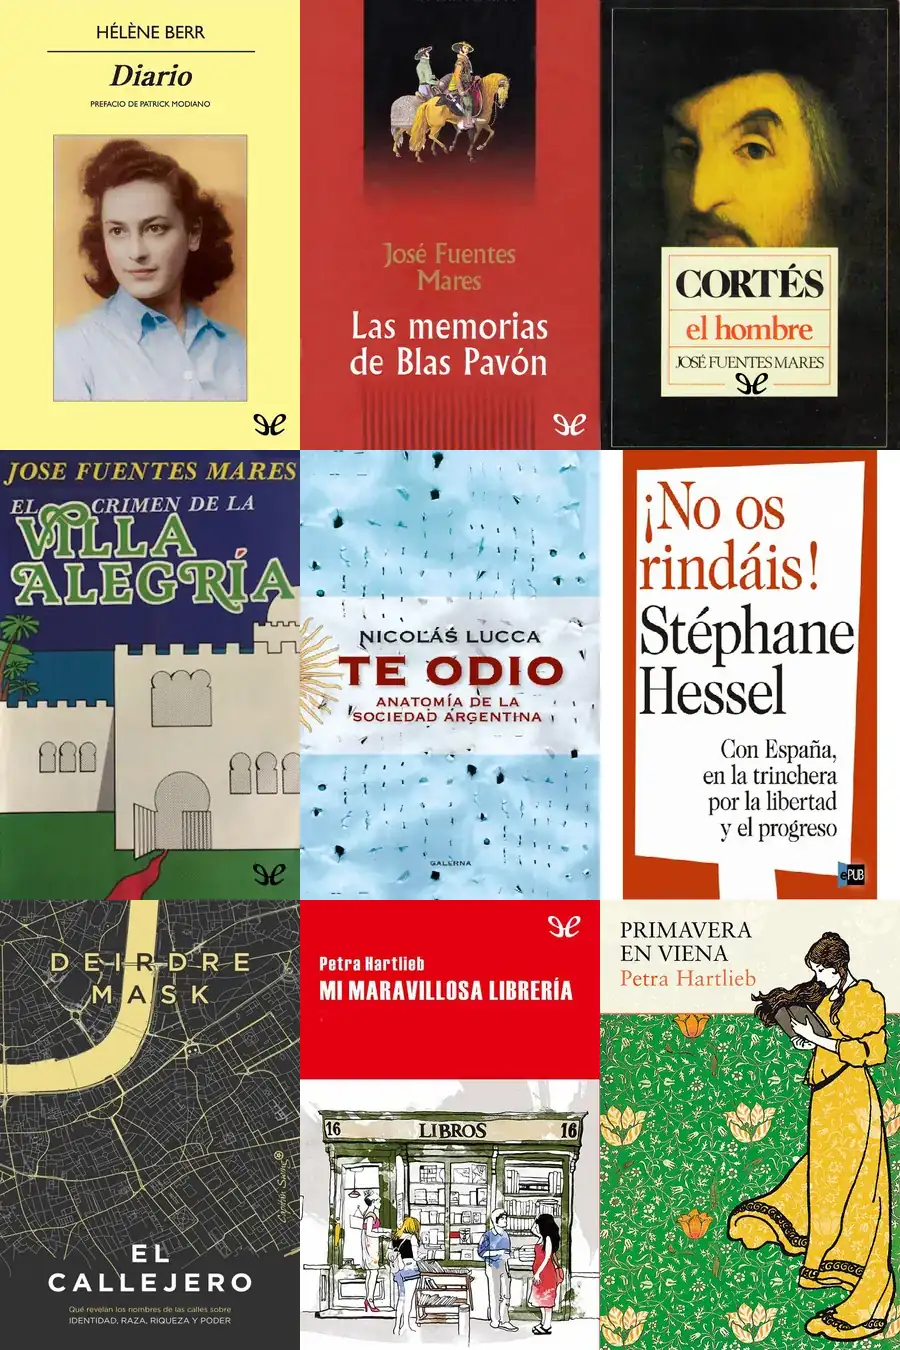 HÉLÈNE BERR
Diario
PREFACIO DE PATRICK MODIANO
José Fuentes
Mares
Las memorias
de Blas Pavón
CORTÉS
el hombre
JOSÉ FUENTES MARES
JOSE FUENTES MARES
EL CRIMEN DE LA
VILLA
ALEGRÍA
NICOLÁS LUCCA
TE ODIO
ANATOMÍA DE LA
SOCIEDAD ARGENTINA
GALERNA
¡No os
rindáis!
Stéphane
Hessel
Con España,
en la trinchera
por la libertad
y el progreso
ePUB
DEIRDRE
MASK
Capitán Swing
EL
CALLEJERO
Qué revelan los nombres de las calles sobre
IDENTIDAD, RAZA, RIQUEZA Y PODER
Petra Hartlieb
MI MARAVILLOSA LIBRERÍA
16 LIBROS 16
PRIMAVERA
EN VIENA
Petra Hartlieb